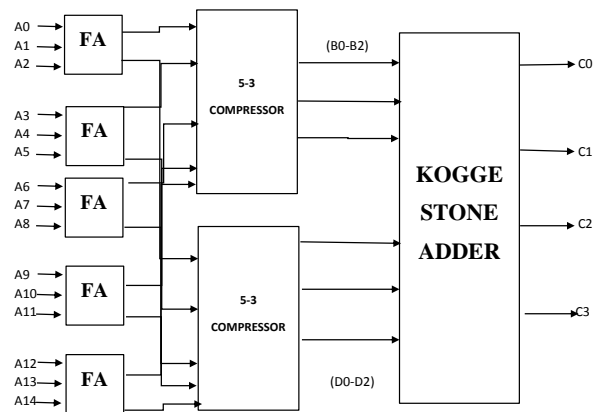 A0
A1
A2
FA
A3
A4
A5
FA
A6
A7
A8
FA
A9
A10
A11
FA
A12
A13
A14
FA
5-3
COMPRESSOR
5-3
COMPRESSOR
(B0-B2)
(D0-D2)
KOGGE
STONE
ADDER
C0
C1
C2
C3